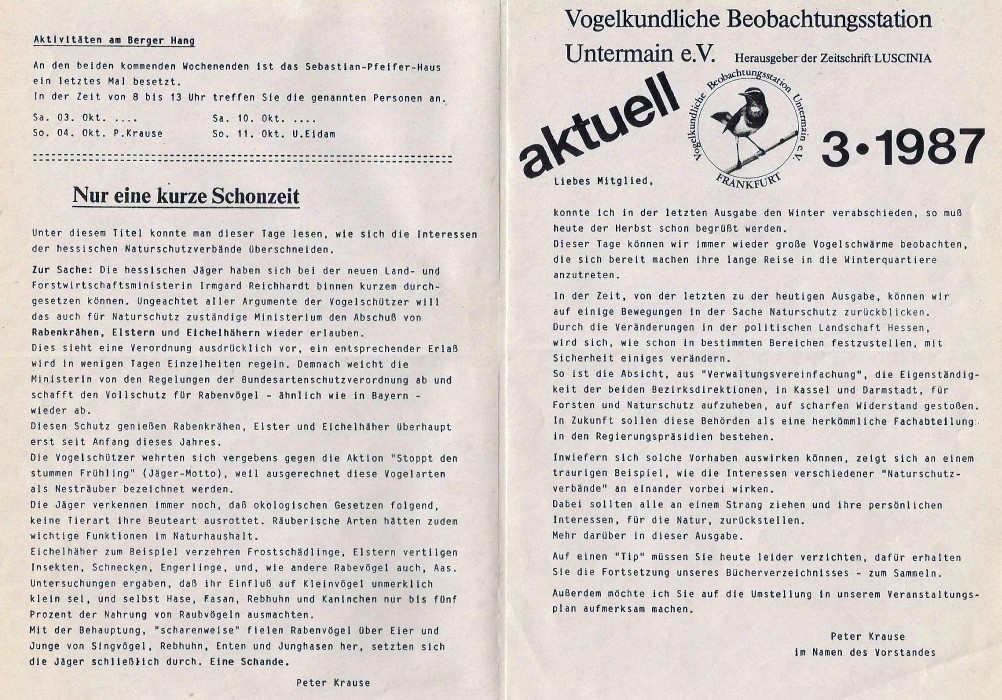 Aktivitäten am Berger Hang
An den beiden kommenden Wochenenden ist das Sebastian-Pfeifer-Haus
ein letztes Mal besetzt.
In der Zeit von 8 bis 13 Uhr treffen Sie die genannten Personen an.
Sa. 03. Okt. .... Sa. 10. Okt. ....
So. 04. Okt. P.Krause So. 11. Okt. U.Eidam
Nur eine kurze Schonzeit
Unter diesem Titel konnte man dieser Tage lesen, wie sich die Interessen
der hessischen Naturschutzverbände überschneiden.
Zur Sache: Die hessischen Jäger haben sich bei der neuen Land- und
Forstwirtschaftsministerin Irmgard Reichhardt binnen kurzem durch-
gesetzen können. Ungeachtet aller Argumente der Vogelschützer will
das auch für Naturschutz zuständige Ministerium den Abschuß von
Rabenkrähen, Elstern und Eichelhähern wieder erlauben.
Dies sieht eine Verordnung ausdrücklich vor, ein entsprechender Erlaß
wird in wenigen Tagen Einzelheiten regeln. Demnach weicht die
Ministerin von den Regelungen der Bundesartenschutzverordnung ab und
schafft den Vollschutz für Rabenvögel - ähnlich wie in Bayern -
wieder ab.
Diesen Schutz genießen Rabenkrähen, Elster und Eichelhäher überhaupt
erst seit Anfang dieses Jahres.
Die Vogelschützer wehrten sich vergebens gegen die Aktion "Stoppt den
stummen Frühling" (Jäger-Motto), weil ausgerechnet diese Vogelarten
als Nesträuber bezeichnet werden.
Die Jäger verkennen immer noch, daß okologischen Gesetzen folgend,
keine Tierart ihre Beuteart ausrottet. Räuberische Arten hätten zudem
wichtige Funktionen im Naturhaushalt.
Eichelhäher zum Beispiel verzehren Frostschädlinge, Elstern vertilgen
Insekten, Schnecken, Engerlinge, und, wie andere Rabevögel auch, Aas.
Untersuchungen ergaben, daß ihr Einfluß auf Kleinvögel unmerklich
klein sei, und selbst Hase, Fasan, Rebhuhn und Kaninchen nur bis fünf
Prozent der Nahrung von Raubvögeln ausmachten.
Mit der Behauptung, "scharenweise" fielen Rabenvögel über Eier und
Junge von Singvögel, Rebhuhn, Enten und Junghasen her, setzten sich
die Jäger schließlich durch. Eine Schande.
Peter Krause
Vogelkundliche Beobachtungsstation
Untermain e.V. Herausgeber der Zeitschrift LUSCINIA
aktuell
Vogelkundliche Beobachtungsstation Untermain e.V.
FRANKFURT
3•1987
Liebes Mitglied,
konnte ich in der letzten Ausgabe den Winter verabschieden, so muß
heute der Herbst schon begrüßt werden.
Dieser Tage können wir immer wieder große Vogelschwärme beobachten,
die sich bereit machen ihre lange Reise in die Winterquartiere
anzutreten.
In der Zeit, von der letzten zu der heutigen Ausgabe, können wir
auf einige Bewegungen in der Sache Naturschutz zurückblicken.
Durch die Veränderungen in der politischen Landschaft Hessen,
wird sich, wie schon in bestimmten Bereichen festzustellen, mit
Sicherheit einiges verändern.
So ist die Absicht, aus "Verwaltungsvereinfachung", die Eigenständig-
keit der beiden Bezirksdirektionen, in Kassel und Darmstadt, für
Forsten und Naturschutz aufzuheben, auf scharfen Widerstand gestoßen.
In Zukunft sollen diese Behörden als eine herkömmliche Fachabteilung
in den Regierungspräsidien bestehen.
Inwiefern sich solche Vorhaben auswirken können, zeigt sich an einem
traurigen Beispiel, wie die Interessen verschiedener "Naturschutz-
verbände" an einander vorbei wirken.
Dabei sollten alle an einem Strang ziehen und ihre persönlichen
Interessen, für die Natur, zurückstellen.
Mehr darüber in dieser Ausgabe.
Auf einen "Tip" müssen Sie heute leider verzichten, dafür erhalten
Sie die Fortsetzung unseres Bücherverzeichnisses - zum Sammeln.
Außerdem möchte ich Sie auf die Umstellung in unserem Veranstaltungs-
plan aufmerksam machen.
Peter Krause
im Namen des Vorstandes